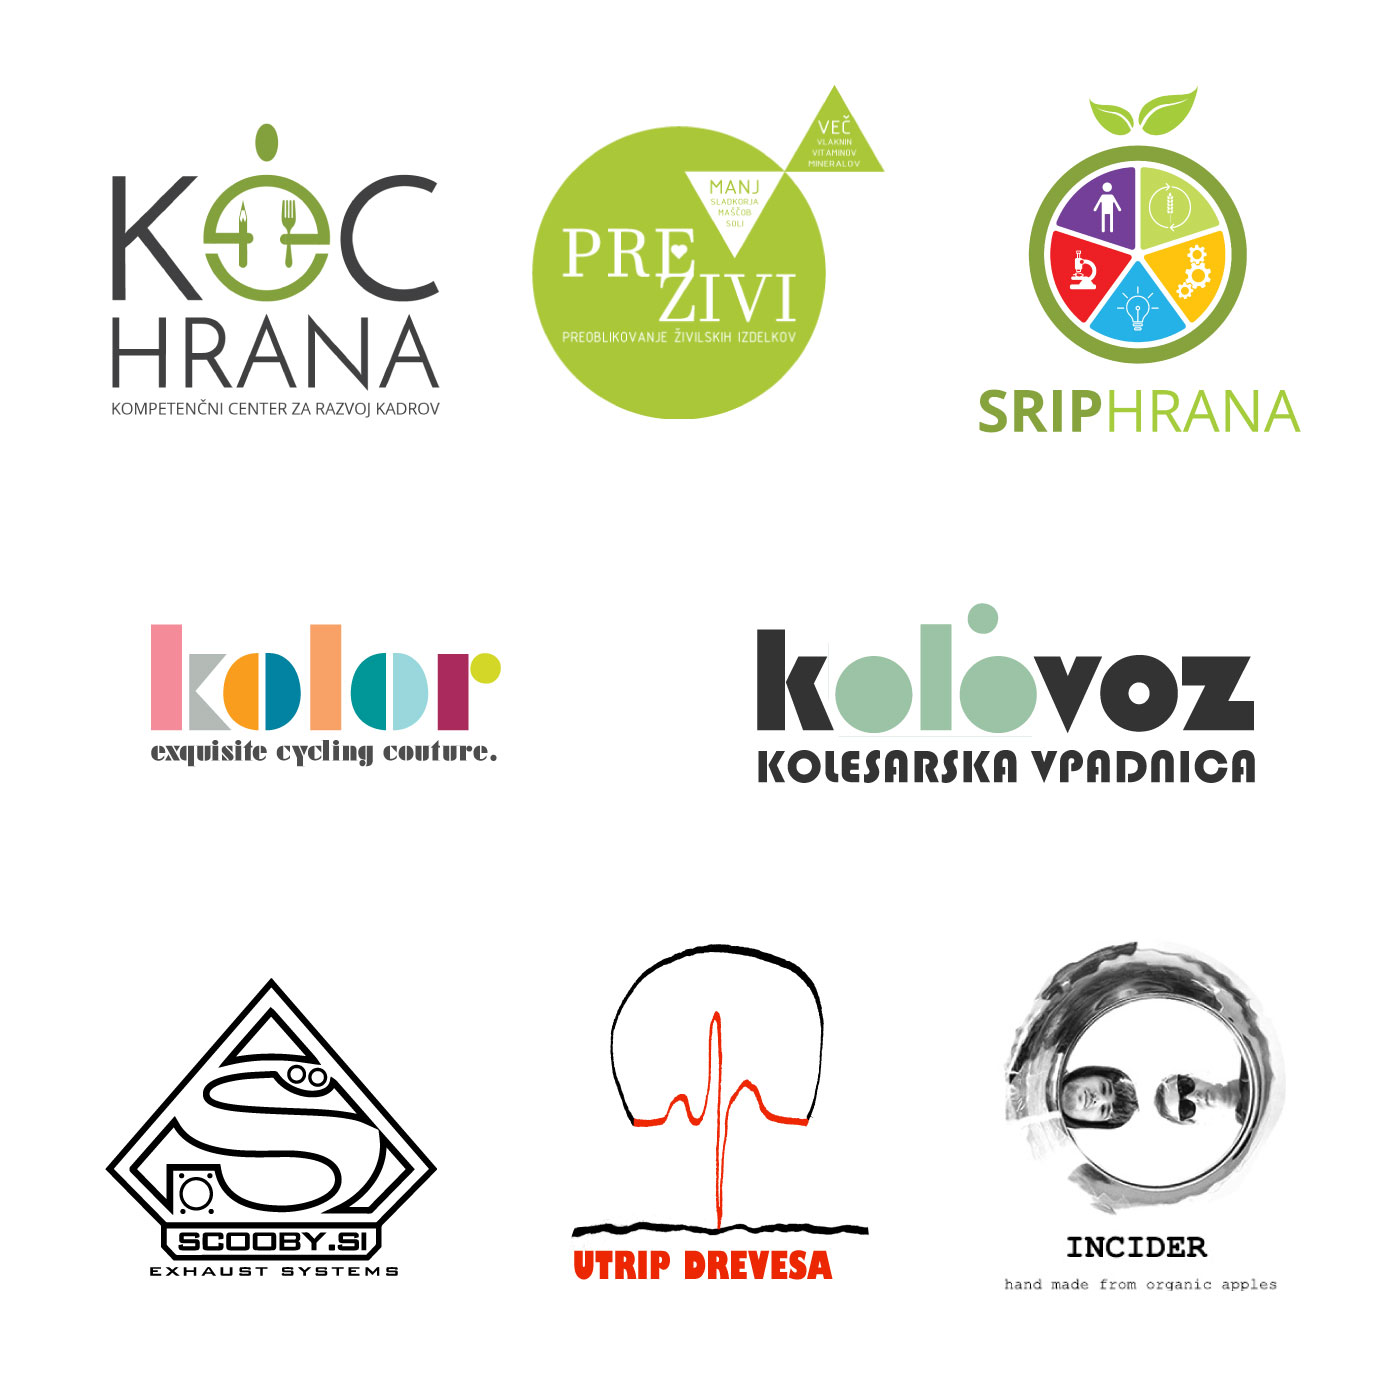 KOC
HRANA
KOMPETENČNI CENTER ZA RAZVOJ KADROV
VEČ
VLAKNIN
VITAMINOV
MINERALOV
MANJ
SLADKORJA
MAŠČOB
SOLI
PRE
ŽIVI
PREOBLIKOVANJE ŽIVILSKIH IZDELKOV
SRIPHRANA
kolor
exquisite cycling couture.
kolovoz
KOLESARSKA VPADNICA
S
SCOOBY.SI
EXHAUST SYSTEMS
UTRIP DREVESA
INCIDER
hand made from organic apples